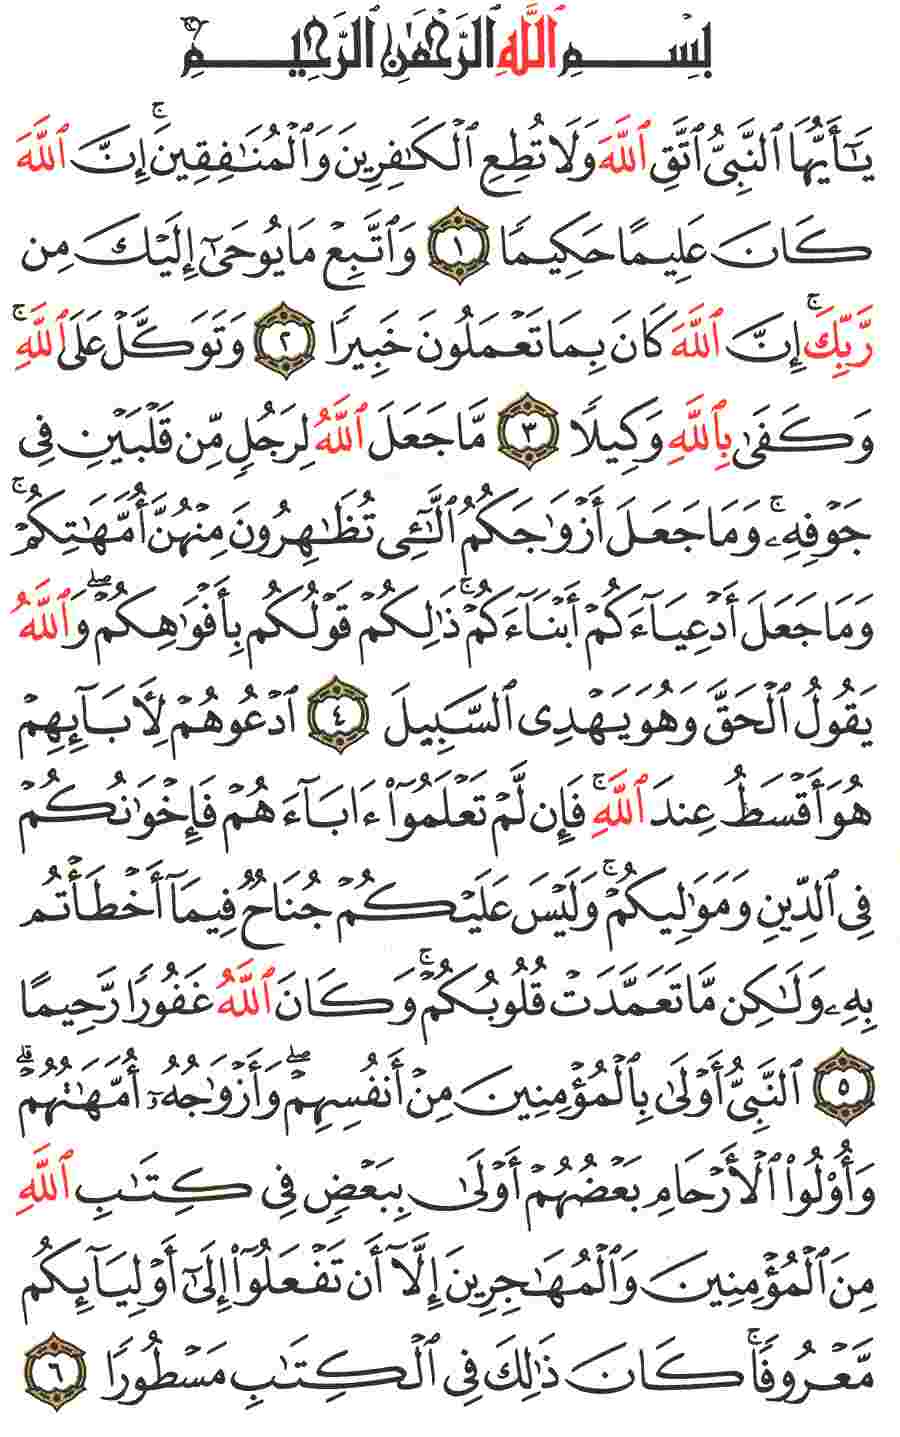 بِسْمِ ٱللَّهِ ٱلرَّحْمَٰنِ ٱلرَّحِيمِ
يَٰٓأَيُّهَا ٱلنَّبِىُّ ٱتَّقِ ٱللَّهَ وَلَا تُطِعِ ٱلْكَٰفِرِينَ وَٱلْمُنَٰفِقِينَ ۚ إِنَّ ٱللَّهَ
كَانَ عَلِيمًا حَكِيمًا ١ وَٱتَّبِعْ مَا يُوحَىٰٓ إِلَيْكَ مِن
رَّبِّكَ ۚ إِنَّ ٱللَّهَ كَانَ بِمَا تَعْمَلُونَ خَبِيرًا ٢ وَتَوَكَّلْ عَلَى ٱللَّهِ ۚ
وَكَفَىٰ بِٱللَّهِ وَكِيلًا ٣ مَّا جَعَلَ ٱللَّهُ لِرَجُلٍ مِّن قَلْبَيْنِ فِى
جَوْفِهِۦ ۚ وَمَا جَعَلَ أَزْوَٰجَكُمُ ٱلَّٰٓـِٔى تُظَٰهِرُونَ مِنْهُنَّ أُمَّهَٰتِكُمْ ۚ
وَمَا جَعَلَ أَدْعِيَآءَكُمْ أَبْنَآءَكُمْ ۚ ذَٰلِكُمْ قَوْلُكُم بِأَفْوَٰهِكُمْ ۖ وَٱللَّهُ
يَقُولُ ٱلْحَقَّ وَهُوَ يَهْدِى ٱلسَّبِيلَ ٤ ٱدْعُوهُمْ لِءَابَآئِهِمْ
هُوَ أَقْسَطُ عِندَ ٱللَّهِ ۚ فَإِن لَّمْ تَعْلَمُوٓا۟ ءَابَآءَهُمْ فَإِخْوَٰنُكُمْ
فِى ٱلدِّينِ وَمَوَٰلِيكُمْ ۚ وَلَيْسَ عَلَيْكُمْ جُنَاحٌ فِيمَآ أَخْطَأْتُم
بِهِۦ وَلَٰكِن مَّا تَعَمَّدَتْ قُلُوبُكُمْ ۚ وَكَانَ ٱللَّهُ غَفُورًا رَّحِيمًا
٥ ٱلنَّبِىُّ أَوْلَىٰ بِٱلْمُؤْمِنِينَ مِنْ أَنفُسِهِمْ ۖ وَأَزْوَٰجُهُۥٓ أُمَّهَٰتُهُمْ ۗ
وَأُو۟لُوا۟ ٱلْأَرْحَامِ بَعْضُهُمْ أَوْلَىٰ بِبَعْضٍ فِى كِتَٰبِ ٱللَّهِ
مِنَ ٱلْمُؤْمِنِينَ وَٱلْمُهَٰجِرِينَ إِلَّآ أَن تَفْعَلُوٓا۟ إِلَىٰٓ أَوْلِيَآئِكُم
مَّعْرُوفًا ۚ كَانَ ذَٰلِكَ فِى ٱلْكِتَٰبِ مَسْطُورًا ٦